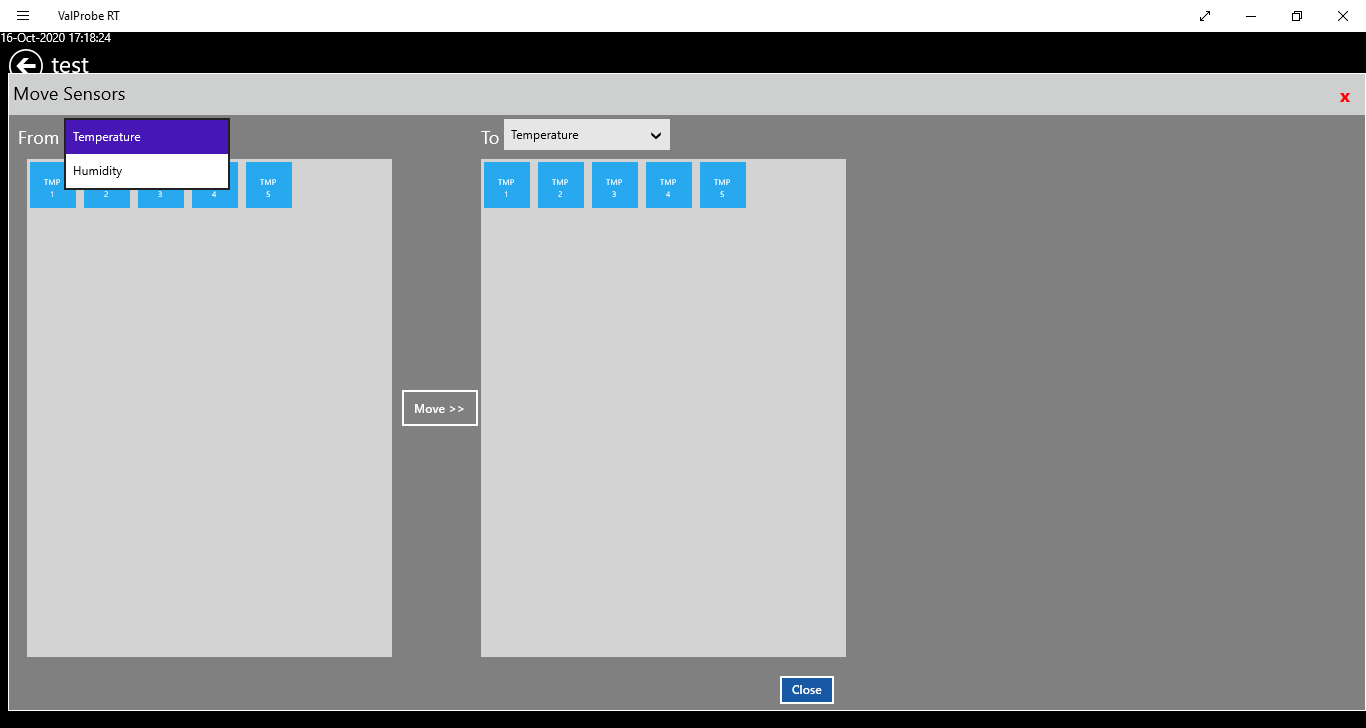 ValProbe RT
16-Oct-2020 17:18:24
test
Move Sensors
x
From Temperature
Humidity
To Temperature
TMP TMP
1 2 3 4 5
TMP TMP TMP TMP TMP
1 2 3 4 5
Move >>
Close